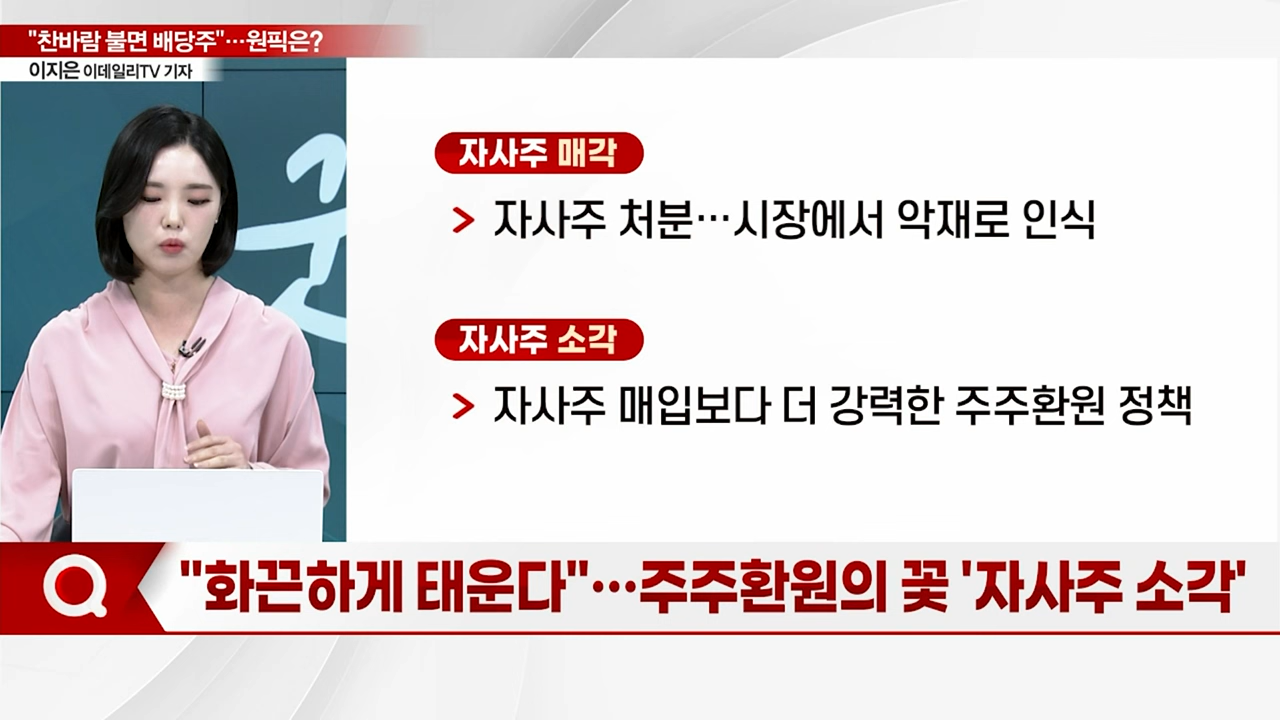 "찬바람 불면 배당주"…원픽은?
이지은 이데일리TV 기자
자사주 매각
> 자사주 처분…시장에서 악재로 인식
자사주 소각
> 자사주 매입보다 더 강력한 주주환원 정책
"화끈하게 태운다"…주주환원의 꽃 '자사주 소각'